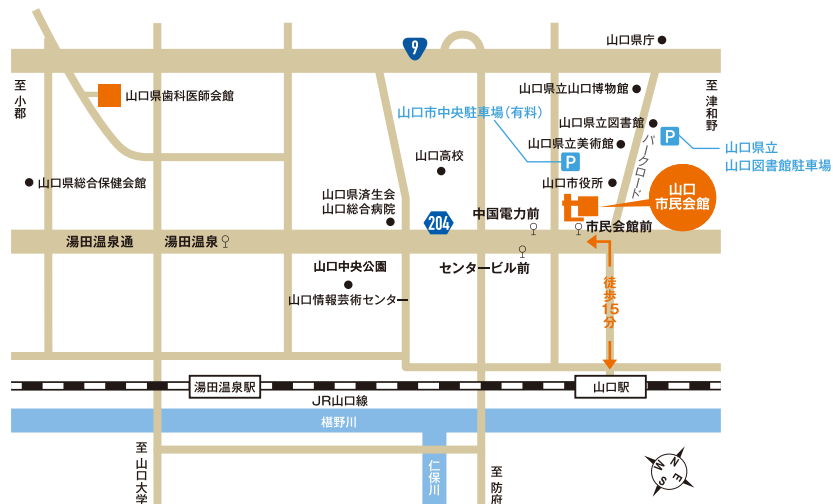 9
山口県庁
至小郡
山口県歯科医師会館
山口県立山口博物館
至津和野
山口市中央駐車場(有料)
山口県立図書館
P
山口県立美術館
パークロード
山口県立
山口図書館駐車場
P
山口高校
山口県総合保健会館
山口市役所
山口
市民会館
山口県済生会
山口総合病院
204
中国電力前
市民会館前
湯田温泉通
湯田温泉
センタービル前
山口中央公園
山口情報芸術センター
徒歩15分
湯田温泉駅
山口駅
JR山口線
椹野川
至山口大学
仁保川
至防府
N
E
S
W